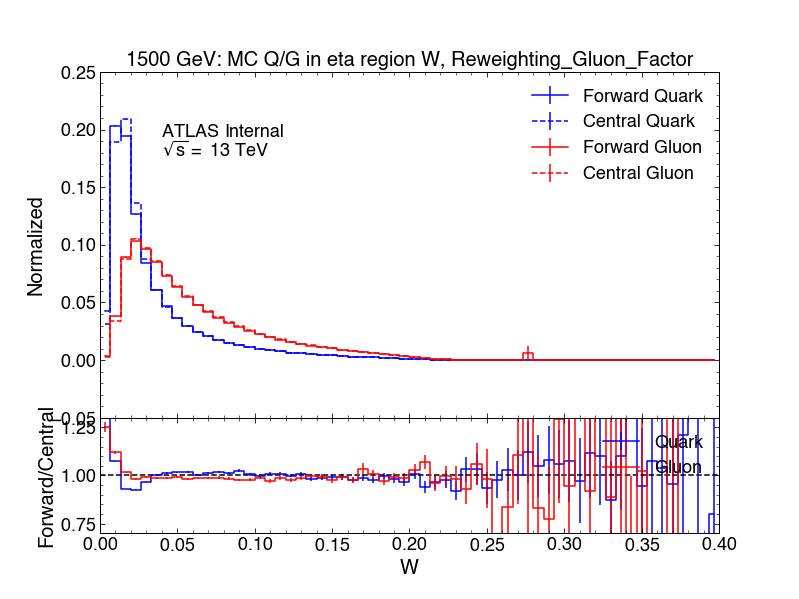 1500 GeV: MC Q/G in eta region W, Reweighting_Gluon_Factor
0.25
0.20
0.15
0.10
0.05
0.00
0.05
Normalized
ATLAS Internal
√s = 13 TeV
Forward Quark
Central Quark
Forward Gluon
Central Gluon
1.25
1.00
0.75
Forward/Central
Quark
Gluon
0.00 0.05 0.10 0.15 0.20 0.25 0.30 0.35 0.40
W